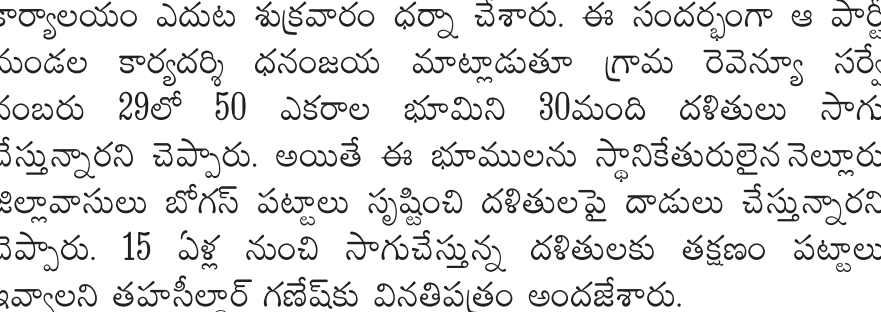 కార్యాలయం ఎదుట శుక్రవారం ధర్నా చేశారు. ఈ సందర్భంగా ఆ పార్టీ
మండల కార్యదర్శి ధనంజయ మాట్లాడుతూ గ్రామ రెవెన్యూ సర్వే
నంబరు 29లో 50 ఎకరాల భూమిని 30మంది దళితులు సాగు
చేస్తున్నారని చెప్పారు. అయితే ఈ భూములను స్థానికేతురులైన నెల్లూరు
జిల్లావాసులు బోగస్ పట్టాలు సృష్టించి దళితులపై దాడులు చేస్తున్నారని
చెప్పారు. 15 ఏళ్ల నుంచి సాగుచేస్తున్న దళితులకు తక్షణం పట్టాలు
ఇవ్వాలని తహసీల్దార్ గణేష్‌కు వినతిపత్రం అందజేశారు.